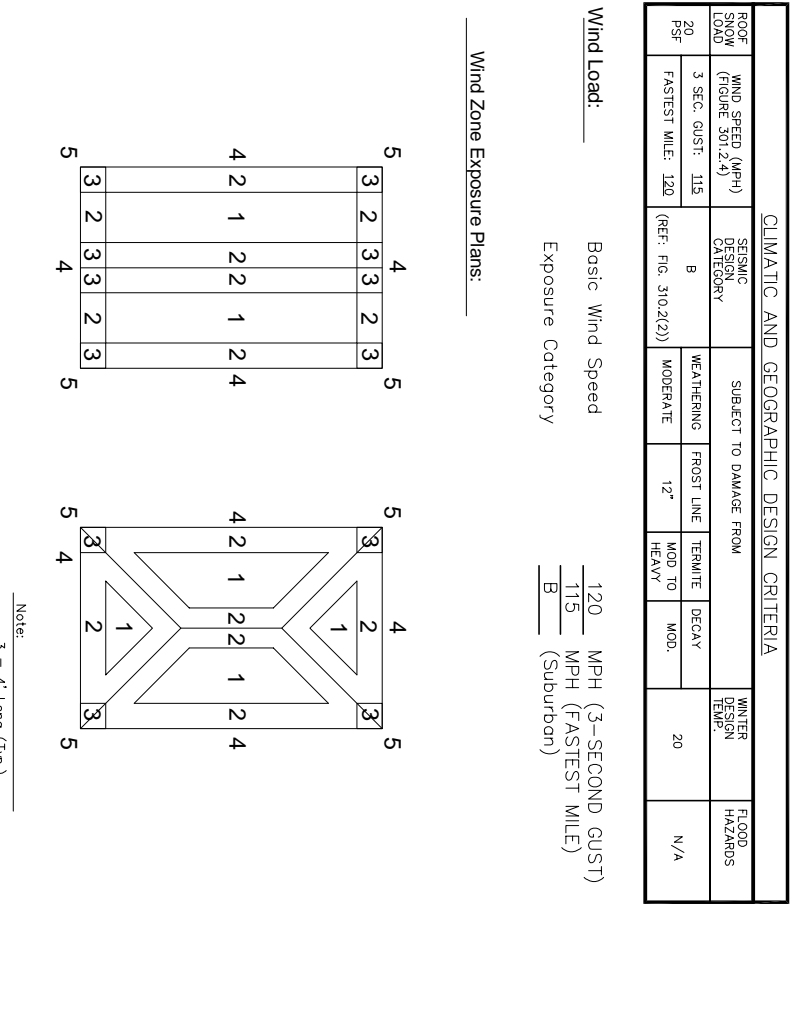 CLIMATIC AND GEOGRAPHIC DESIGN CRITERIA
ROOF SNOW LOAD
WIND SPEED (MPH)
(FIGURE 301.2.4)
SEISMIC DESIGN CATEGORY
SUBJECT TO DAMAGE FROM
WINTER DESIGN TEMP.
FLOOD HAZARDS
WEATHERING
FROST LINE
TERMITE
DECAY
20 PSF
3 SEC. GUST: 115
FASTEST MILE: 120
B
(REF: FIG. 310.2(2))
MODERATE
12"
MOD TO HEAVY
MOD.
20
N/A
Wind Load:
Basic Wind Speed 120 MPH (3-SECOND GUST)
115 MPH (FASTEST MILE)
Exposure Category B (Suburban)
Wind Zone Exposure Plans:
5 4 5
3 2 3
2 1 2
3 2 3
4 4
3 2 3
2 1 2
3 2 3
5 4 5
5 4 5
3 2 3
1
2 1 2 2 1 2
4 4
1
3 2 3
5 4 5
Note:
3 = 4' Long (Typ.)